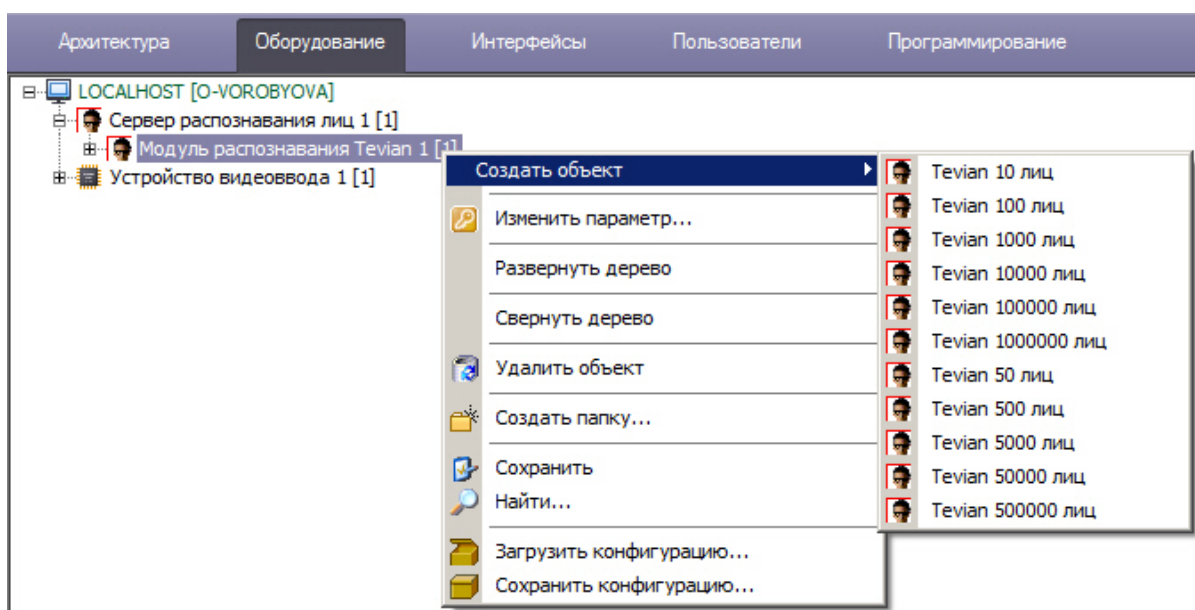 Архитектура Оборудование Интерфейсы Пользователи Программирование
LOCALHOST [O-VOROBYOVA]
Сервер распознавания лиц 1 [1]
Модуль распознавания Tevian 1 [1]
Устройство видеоввода 1 [1]
Создать объект
Изменить параметр...
Развернуть дерево
Свернуть дерево
Удалить объект
Создать папку...
Сохранить
Найти...
Загрузить конфигурацию...
Сохранить конфигурацию...
Tevian 10 лиц
Tevian 100 лиц
Tevian 1000 лиц
Tevian 10000 лиц
Tevian 100000 лиц
Tevian 1000000 лиц
Tevian 50 лиц
Tevian 500 лиц
Tevian 5000 лиц
Tevian 50000 лиц
Tevian 500000 лиц